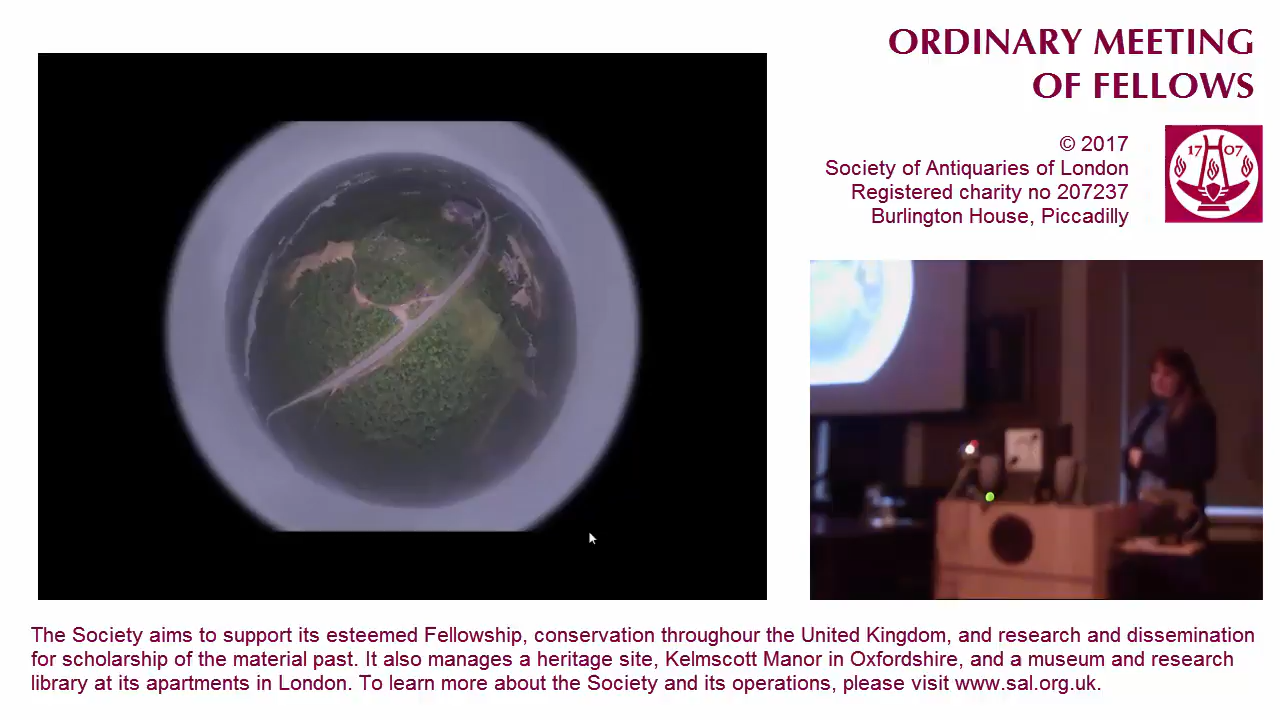 ORDINARY MEETING
OF FELLOWS
© 2017
Society of Antiquaries of London
Registered charity no 207237
Burlington House, Piccadilly
17 07
The Society aims to support its esteemed Fellowship, conservation throughour the United Kingdom, and research and dissemination
for scholarship of the material past. It also manages a heritage site, Kelmscott Manor in Oxfordshire, and a museum and research
library at its apartments in London. To learn more about the Society and its operations, please visit www.sal.org.uk.